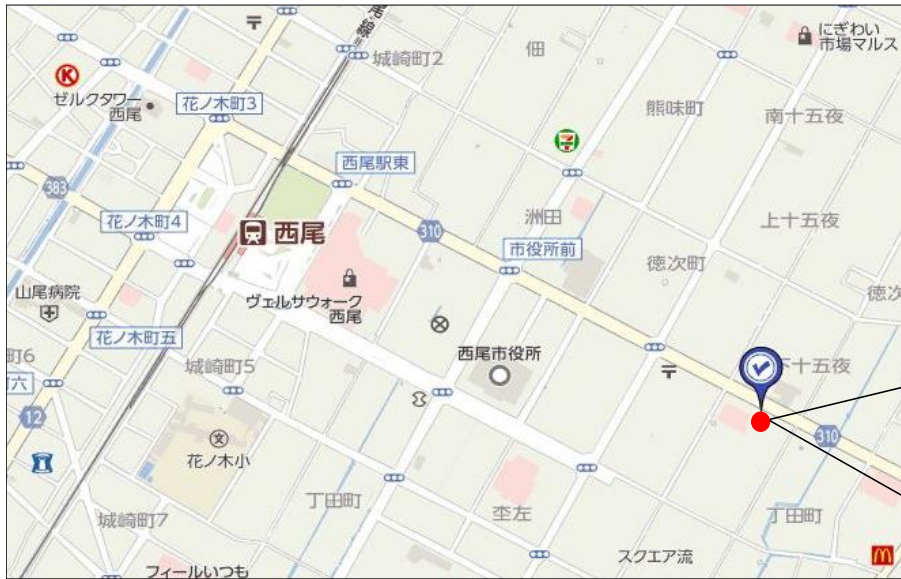 尾線
城崎町2
佃
にぎわい
市場マルス
K
ゼルクタワー
西尾
花ノ木町3
熊味町
南十五夜
7
西尾駅東
383
花ノ木町4
西尾
310
洲田
市役所前
上十五夜
徳次町
徳次
山尾病院
ヴェルサウォーク
西尾
花ノ木町五
町6
六
城崎町5
西尾市役所
下十五夜
12
文
花ノ木小
310
丁田町
杢左
丁田町
城崎町7
スクエア流
フィールいつも
M